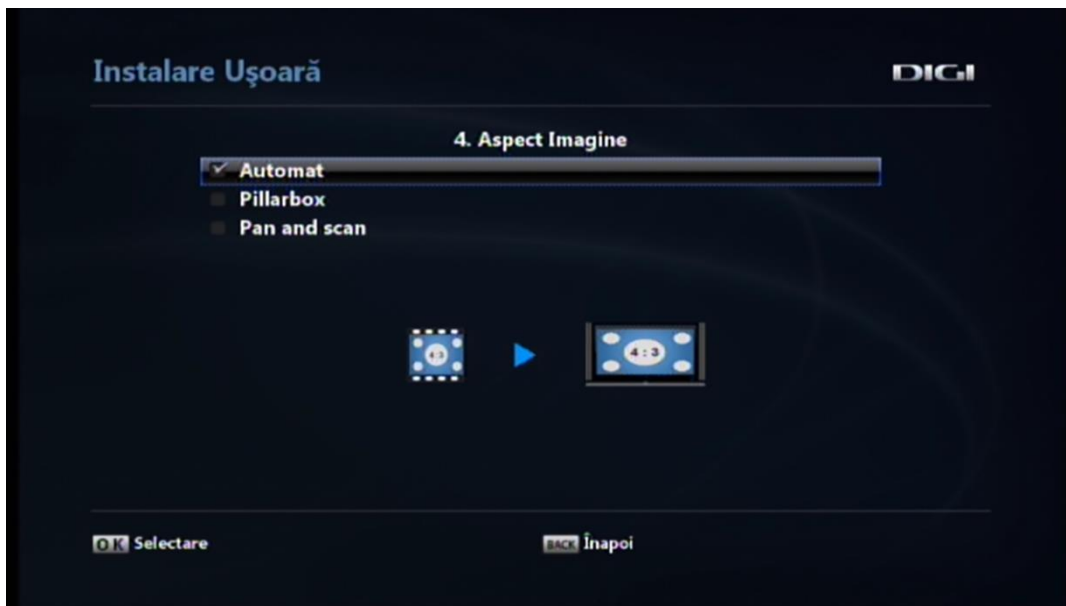 Instalare Uşoară
DIGI
4. Aspect Imagine
Automat
Pillarbox
Pan and scan
4:3
4 : 3
OK Selectare
BACK Înapoi